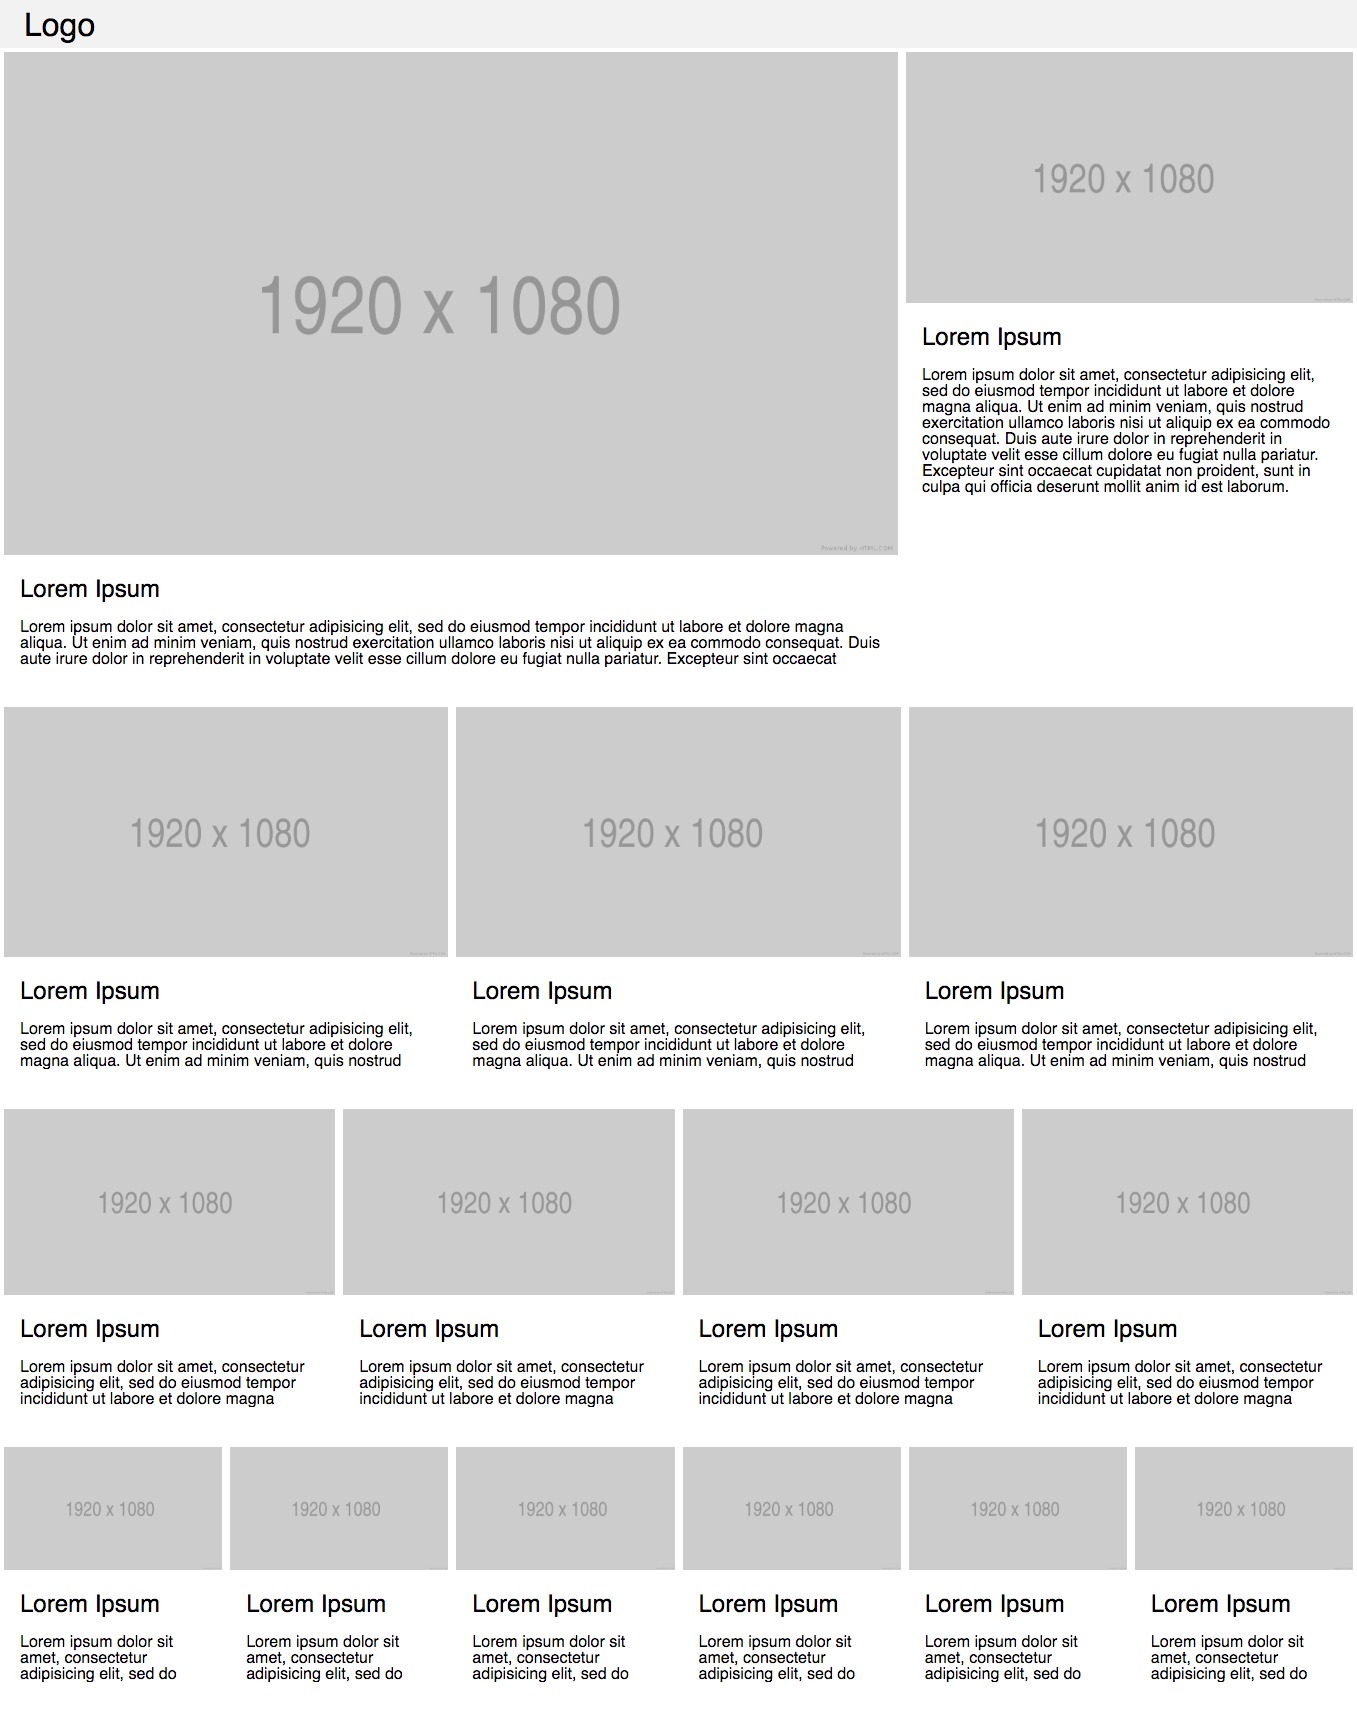 Logo
1920 x 1080
Powered by HTML.COM
Lorem Ipsum
Lorem ipsum dolor sit amet, consectetur adipisicing elit, sed do eiusmod tempor incididunt ut labore et dolore magna
aliqua. Ut enim ad minim veniam, quis nostrud exercitation ullamco laboris nisi ut aliquip ex ea commodo consequat. Duis
aute irure dolor in reprehenderit in voluptate velit esse cillum dolore eu fugiat nulla pariatur. Excepteur sint occaecat
1920 x 1080
Lorem Ipsum
Lorem ipsum dolor sit amet, consectetur adipisicing elit,
sed do eiusmod tempor incididunt ut labore et dolore
magna aliqua. Ut enim ad minim veniam, quis nostrud
exercitation ullamco laboris nisi ut aliquip ex ea commodo
consequat. Duis aute irure dolor in reprehenderit in
voluptate velit esse cillum dolore eu fugiat nulla pariatur.
Excepteur sint occaecat cupidatat non proident, sunt in
culpa qui officia deserunt mollit anim id est laborum.
1920 x 1080
Lorem Ipsum
Lorem ipsum dolor sit amet, consectetur adipisicing elit,
sed do eiusmod tempor incididunt ut labore et dolore
magna aliqua. Ut enim ad minim veniam, quis nostrud
1920 x 1080
Lorem Ipsum
Lorem ipsum dolor sit amet, consectetur adipisicing elit,
sed do eiusmod tempor incididunt ut labore et dolore
magna aliqua. Ut enim ad minim veniam, quis nostrud
1920 x 1080
Lorem Ipsum
Lorem ipsum dolor sit amet, consectetur adipisicing elit,
sed do eiusmod tempor incididunt ut labore et dolore
magna aliqua. Ut enim ad minim veniam, quis nostrud
1920 x 1080
Lorem Ipsum
Lorem ipsum dolor sit amet, consectetur
adipisicing elit, sed do eiusmod tempor
incididunt ut labore et dolore magna
1920 x 1080
Lorem Ipsum
Lorem ipsum dolor sit amet, consectetur
adipisicing elit, sed do eiusmod tempor
incididunt ut labore et dolore magna
1920 x 1080
Lorem Ipsum
Lorem ipsum dolor sit amet, consectetur
adipisicing elit, sed do eiusmod tempor
incididunt ut labore et dolore magna
1920 x 1080
Lorem Ipsum
Lorem ipsum dolor sit amet, consectetur
adipisicing elit, sed do eiusmod tempor
incididunt ut labore et dolore magna
1920 x 1080
Lorem Ipsum
Lorem ipsum dolor sit
amet, consectetur
adipisicing elit, sed do
1920 x 1080
Lorem Ipsum
Lorem ipsum dolor sit
amet, consectetur
adipisicing elit, sed do
1920 x 1080
Lorem Ipsum
Lorem ipsum dolor sit
amet, consectetur
adipisicing elit, sed do
1920 x 1080
Lorem Ipsum
Lorem ipsum dolor sit
amet, consectetur
adipisicing elit, sed do
1920 x 1080
Lorem Ipsum
Lorem ipsum dolor sit
amet, consectetur
adipisicing elit, sed do
1920 x 1080
Lorem Ipsum
Lorem ipsum dolor sit
amet, consectetur
adipisicing elit, sed do